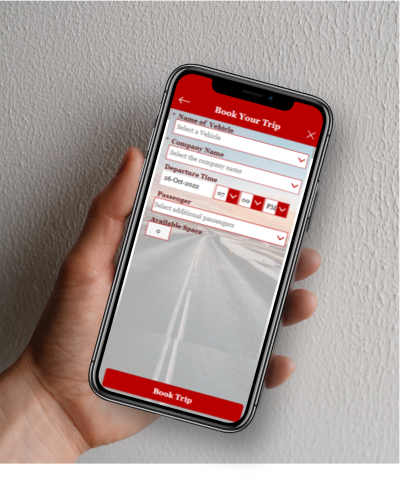 Book Your Trip
* Name of Vehicle
Select a Vehicle
* Company Name
Select the company name
Departure Time
26-Oct-2022 07 00 PM
Passenger
Select additional passengers
Available Space
0
Book Trip